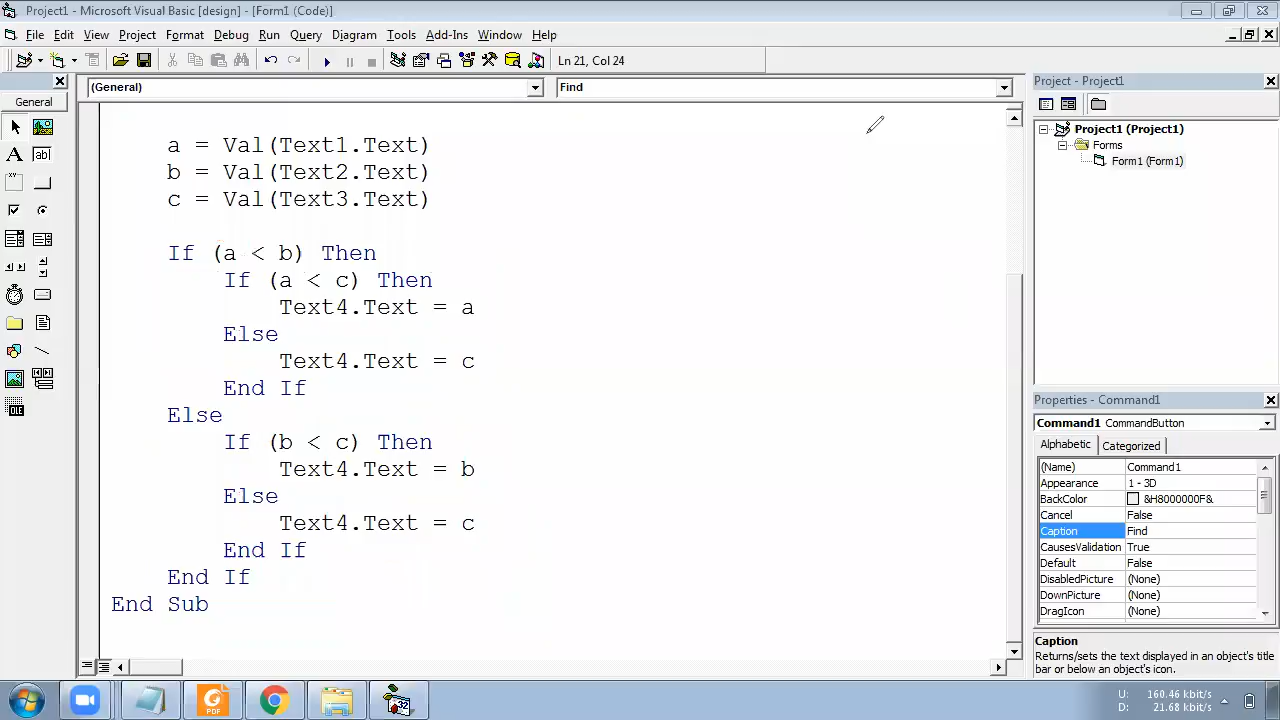 Project1 - Microsoft Visual Basic [design] - [Form1 (Code)]
File Edit View Project Format Debug Run Query Diagram Tools Add-Ins Window Help
Ln 21, Col 24
General
(General)
Find
a = Val(Text1.Text)
b = Val(Text2.Text)
c = Val(Text3.Text)
If (a < b) Then
If (a < c) Then
Text4.Text = a
Else
Text4.Text = c
End If
Else
If (b < c) Then
Text4.Text = b
Else
Text4.Text = c
End If
End If
End Sub
Project - Project1
Project1 (Project1)
Forms
Form1 (Form1)
Properties - Command1
Command1 CommandButton
Alphabetic Categorized
(Name) Command1
Appearance 1 - 3D
BackColor &H8000000F&
Cancel False
Caption Find
CausesValidation True
Default False
DisabledPicture (None)
DownPicture (None)
DragIcon (None)
Caption
Returns/sets the text displayed in an object's title
bar or below an object's icon.
A
ab|
OLE
PDF
32
U: 160.46 kbit/s
D: 21.68 kbit/s